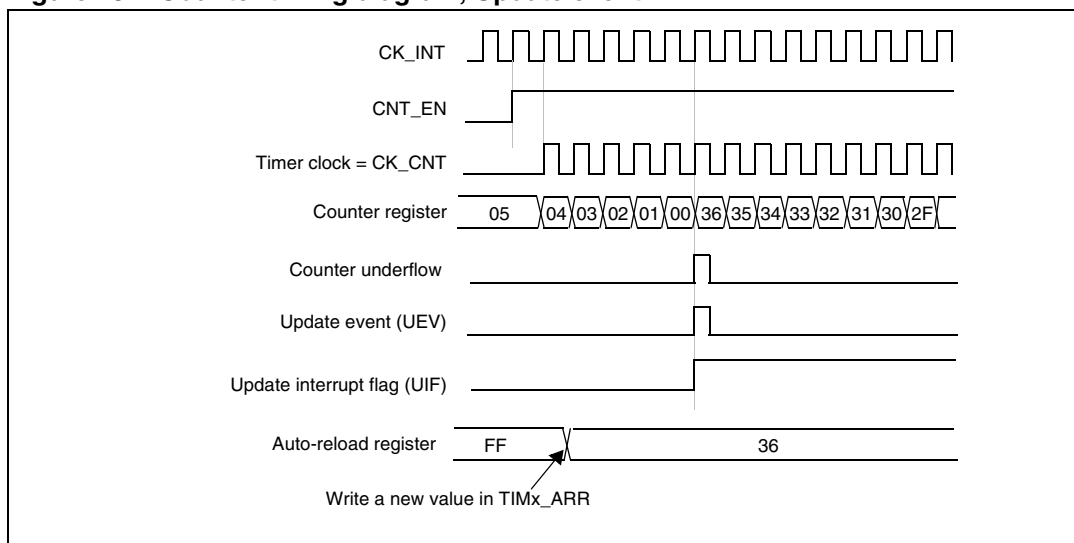 CK_INT
CNT_EN
Timer clock = CK_CNT
Counter register 05 04 03 02 01 00 36 35 34 33 32 31 30 2F
Counter underflow
Update event (UEV)
Update interrupt flag (UIF)
Auto-reload register FF 36
Write a new value in TIMx_ARR